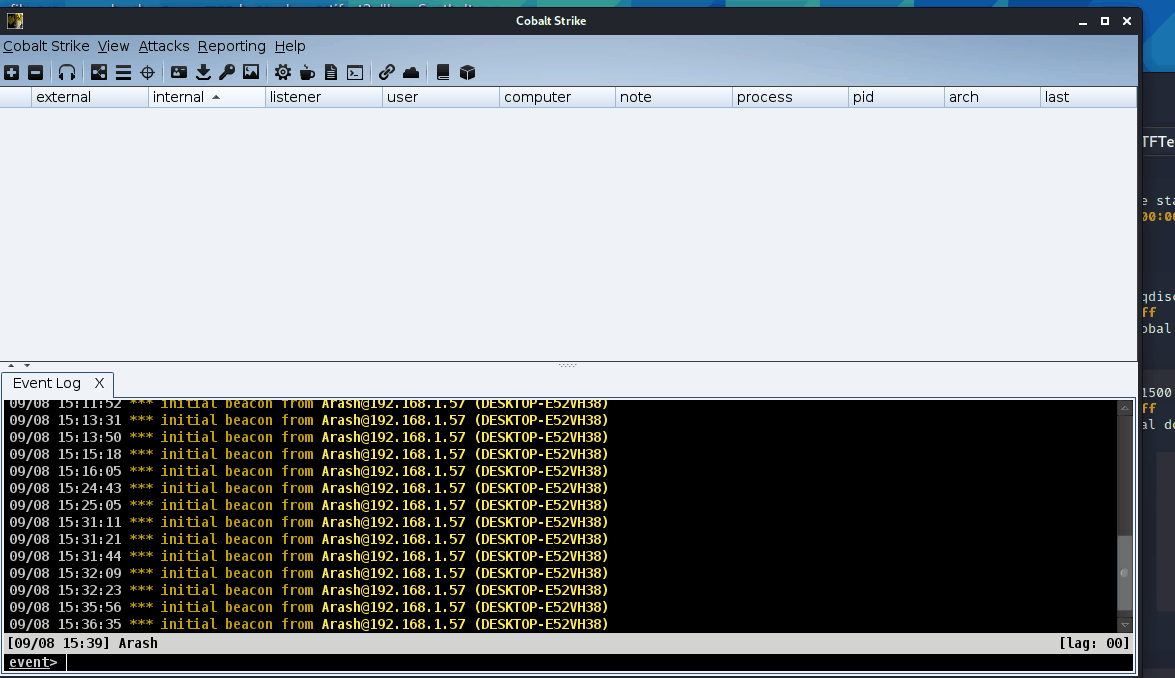 Cobalt Strike
Cobalt Strike View Attacks Reporting Help
external internal listener user computer note process pid arch last
TFTe
e sta
00:00
qdisc
ff
obal
1500
ff
al de
Event Log X
09/08 15:11:52 *** initial beacon from Arash@192.168.1.57 (DESKTOP-E52VH38)
09/08 15:13:31 *** initial beacon from Arash@192.168.1.57 (DESKTOP-E52VH38)
09/08 15:13:50 *** initial beacon from Arash@192.168.1.57 (DESKTOP-E52VH38)
09/08 15:15:18 *** initial beacon from Arash@192.168.1.57 (DESKTOP-E52VH38)
09/08 15:16:05 *** initial beacon from Arash@192.168.1.57 (DESKTOP-E52VH38)
09/08 15:24:43 *** initial beacon from Arash@192.168.1.57 (DESKTOP-E52VH38)
09/08 15:25:05 *** initial beacon from Arash@192.168.1.57 (DESKTOP-E52VH38)
09/08 15:31:11 *** initial beacon from Arash@192.168.1.57 (DESKTOP-E52VH38)
09/08 15:31:21 *** initial beacon from Arash@192.168.1.57 (DESKTOP-E52VH38)
09/08 15:31:44 *** initial beacon from Arash@192.168.1.57 (DESKTOP-E52VH38)
09/08 15:32:09 *** initial beacon from Arash@192.168.1.57 (DESKTOP-E52VH38)
09/08 15:32:23 *** initial beacon from Arash@192.168.1.57 (DESKTOP-E52VH38)
09/08 15:35:56 *** initial beacon from Arash@192.168.1.57 (DESKTOP-E52VH38)
09/08 15:36:35 *** initial beacon from Arash@192.168.1.57 (DESKTOP-E52VH38)
[09/08 15:39] Arash [lag: 00]
event>